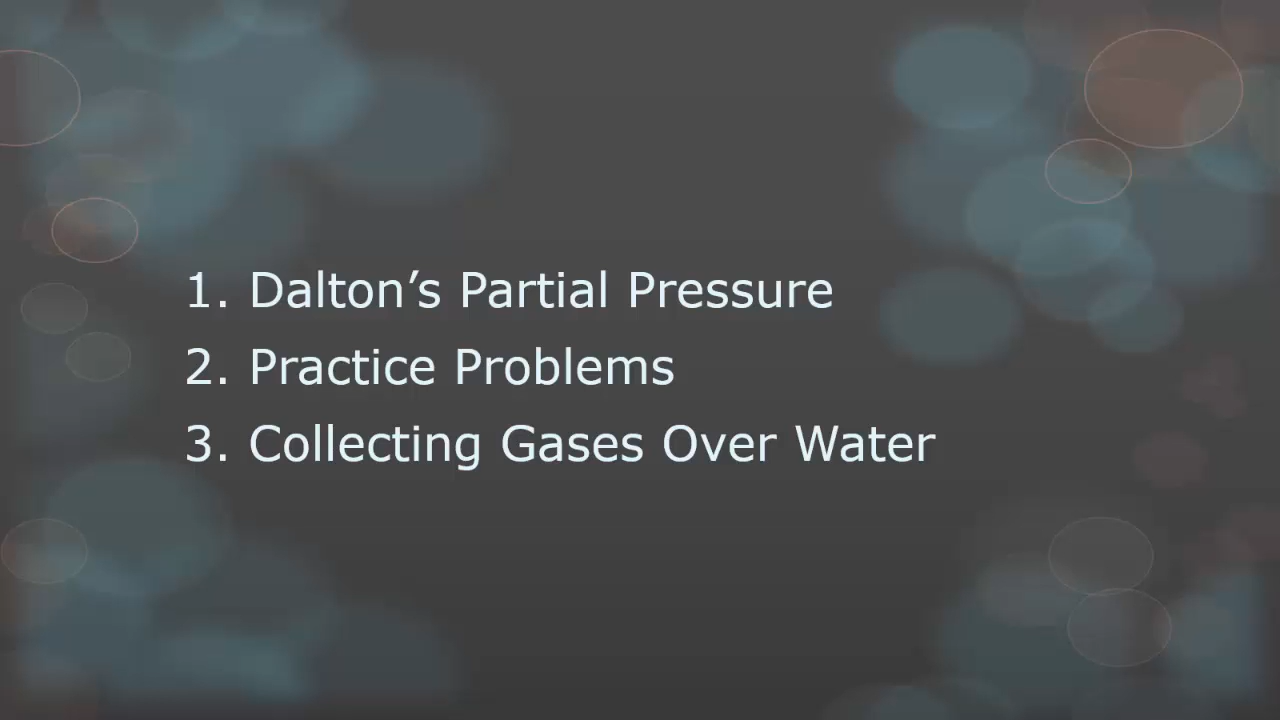 1. Dalton’s Partial Pressure
2. Practice Problems
3. Collecting Gases Over Water